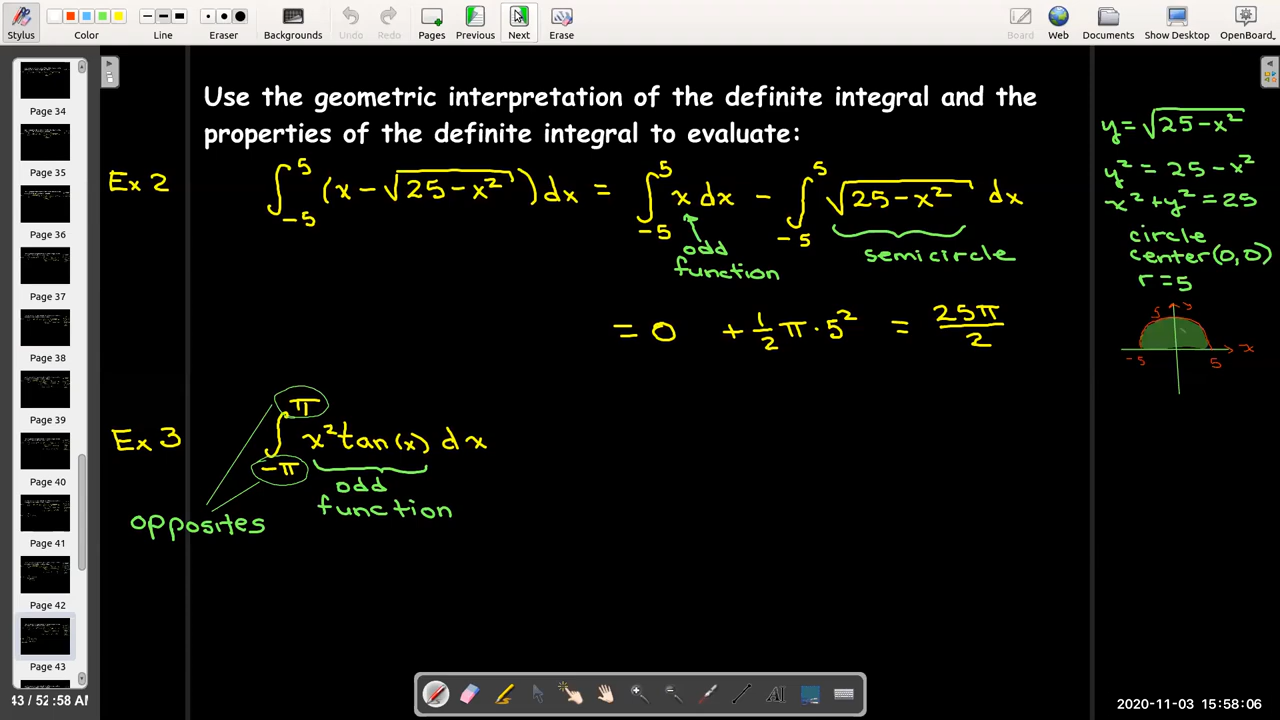 Stylus Color Line Eraser Backgrounds Undo Redo Pages Previous Next Erase Board Web Documents Show Desktop OpenBoard
Page 34
Page 35
Page 36
Page 37
Page 38
Page 39
Page 40
Page 41
Page 42
Page 43
Use the geometric interpretation of the definite integral and the
properties of the definite integral to evaluate:
Ex 2 ∫_{-5}^{5} (x - √(25 - x²)) dx = ∫_{-5}^{5} x dx - ∫_{-5}^{5} √(25 - x²) dx
odd
function
semicircle
= 0 + 1/2 π · 5² = 25π/2
Ex 3 ∫_{-π}^{π} x² tan(x) dx
odd
function
opposites
y = √(25 - x²)
y² = 25 - x²
x² + y² = 25
circle
center (0, 0)
r = 5
5
-5 5 x
AI
2020-11-03 15:58:06